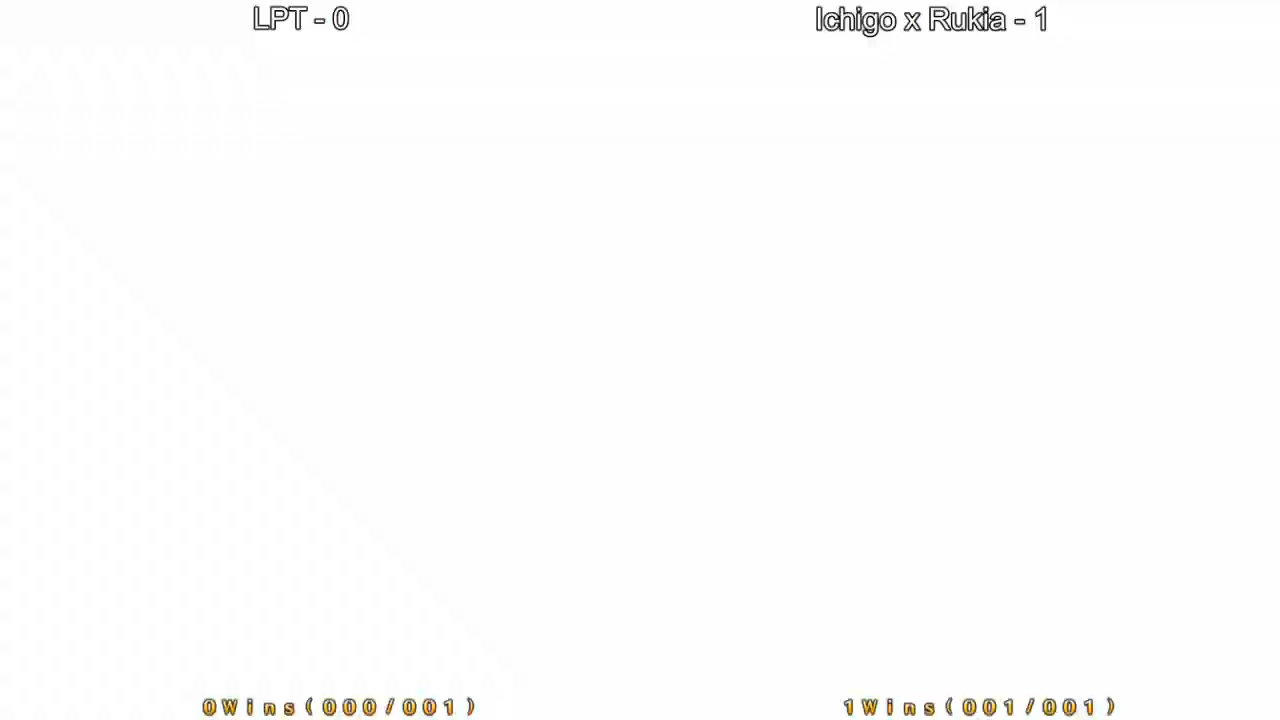 LPT - 0
Ichigo x Rukia - 1
0Wins(000/001)
1Wins(001/001)